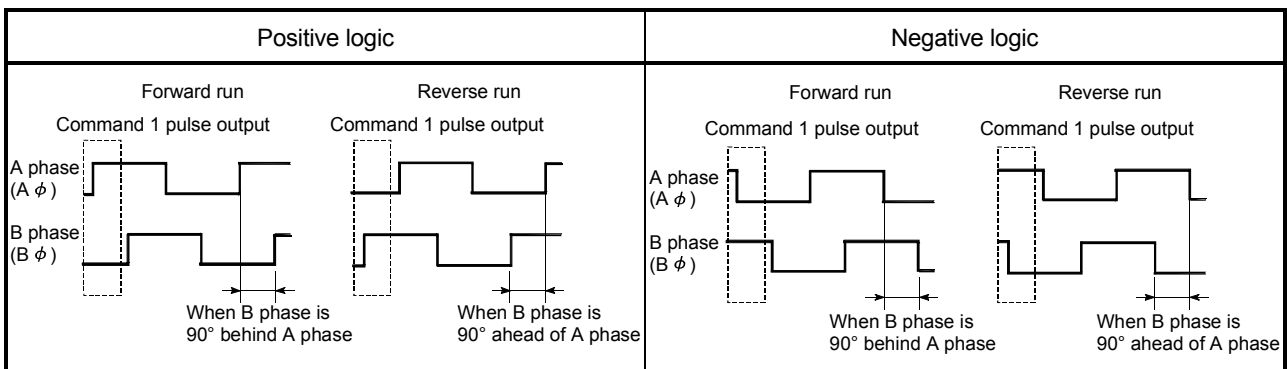 Positive logic
Negative logic
Forward run
Reverse run
Command 1 pulse output
Command 1 pulse output
A phase
(A ϕ)
B phase
(B ϕ)
When B phase is
90° behind A phase
When B phase is
90° ahead of A phase
Forward run
Reverse run
Command 1 pulse output
Command 1 pulse output
A phase
(A ϕ)
B phase
(B ϕ)
When B phase is
90° behind A phase
When B phase is
90° ahead of A phase